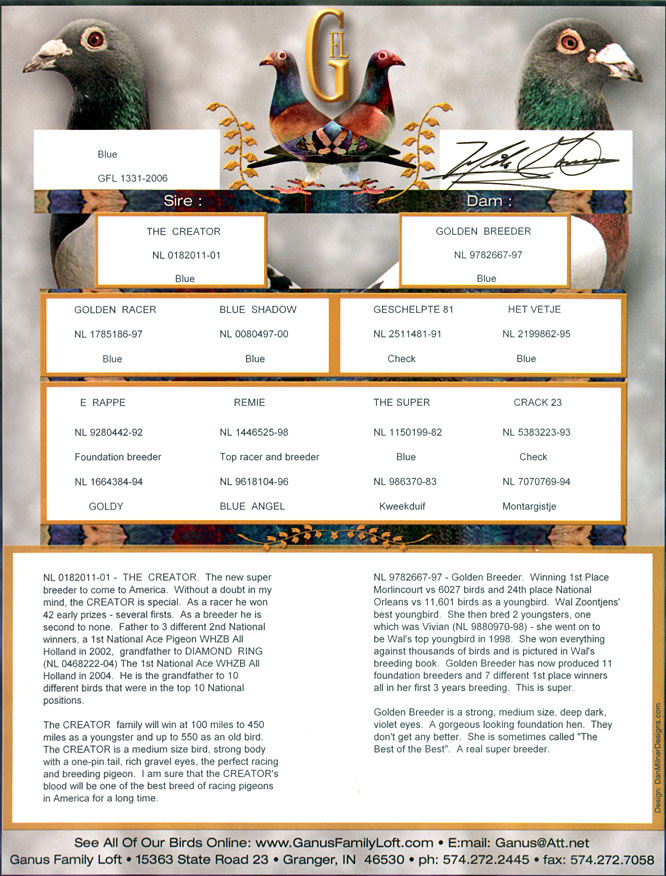 GFL
Blue
GFL 1331-2006
Sire :
Dam :
THE CREATOR
NL 0182011-01
Blue
GOLDEN BREEDER
NL 9782667-97
Blue
GOLDEN RACER
NL 1785186-97
Blue
BLUE SHADOW
NL 0080497-00
Blue
GESCHELPTE 81
NL 2511481-91
Check
HET VETJE
NL 2199862-95
Blue
E RAPPE
NL 9280442-92
Foundation breeder
NL 1664384-94
GOLDY
REMIE
NL 1446525-98
Top racer and breeder
NL 9618104-96
BLUE ANGEL
THE SUPER
NL 1150199-82
Blue
NL 986370-83
Kweekduif
CRACK 23
NL 5383223-93
Check
NL 7070769-94
Montargistje
NL 0182011-01 - THE CREATOR. The new super
breeder to come to America. Without a doubt in my
mind, the CREATOR is special. As a racer he won
42 early prizes - several firsts. As a breeder he is
second to none. Father to 3 different 2nd National
winners, a 1st National Ace Pigeon WHZB All
Holland in 2002, grandfather to DIAMOND RING
(NL 0468222-04) The 1st National Ace WHZB All
Holland in 2004. He is the grandfather to 10
different birds that were in the top 10 National
positions.
The CREATOR family will win at 100 miles to 450
miles as a youngster and up to 550 as an old bird.
The CREATOR is a medium size bird, strong body
with a one-pin tail, rich gravel eyes, the perfect racing
and breeding pigeon. I am sure that the CREATOR's
blood will be one of the best breed of racing pigeons
in America for a long time.
NL 9782667-97 - Golden Breeder. Winning 1st Place
Morlincourt vs 6027 birds and 24th place National
Orleans vs 11,601 birds as a youngbird. Wal Zoontjens'
best youngbird. She then bred 2 youngsters, one
which was Vivian (NL 9880970-98) - she went on to
be Wal's top youngbird in 1998. She won everything
against thousands of birds and is pictured in Wal's
breeding book. Golden Breeder has now produced 11
foundation breeders and 7 different 1st place winners
all in her first 3 years breeding. This is super.
Golden Breeder is a strong, medium size, deep dark,
violet eyes. A gorgeous looking foundation hen. They
don't get any better. She is sometimes called "The
Best of the Best". A real super breeder.
Design: DanMilnerDesigns.com
See All Of Our Birds Online: www.GanusFamilyLoft.com • E:mail: Ganus@Att.net
Ganus Family Loft • 15363 State Road 23 • Granger, IN 46530 • ph: 574.272.2445 • fax: 574.272.7058